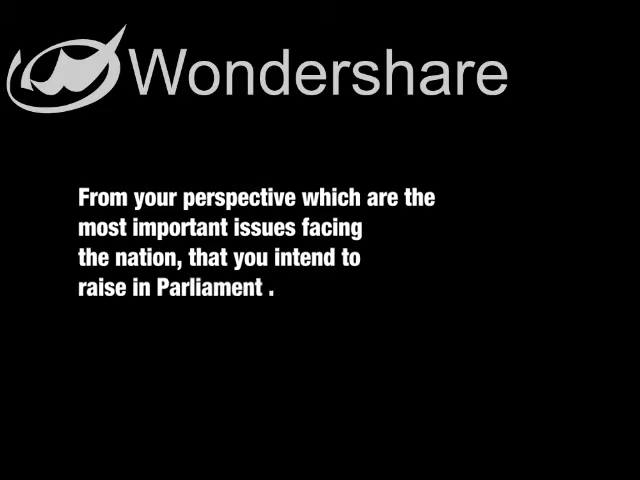 Wondershare
From your perspective which are the
most important issues facing
the nation, that you intend to
raise in Parliament .